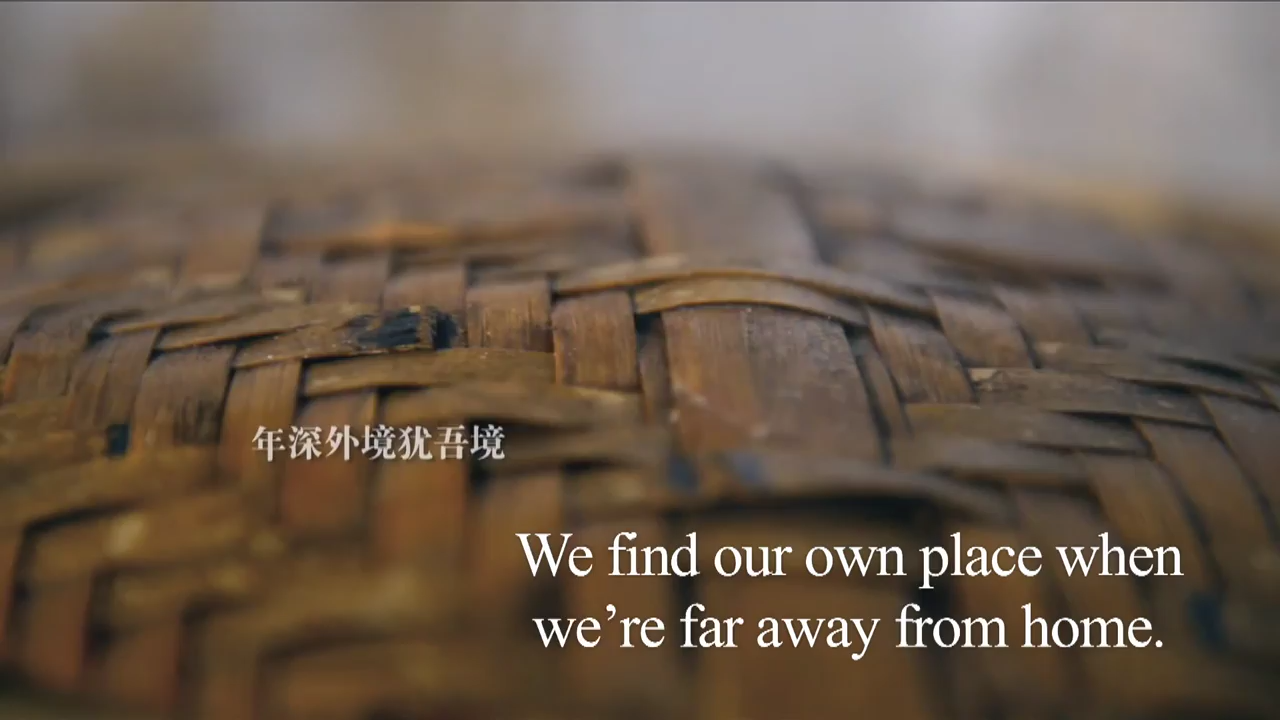 年深外境犹吾境
We find our own place when
we’re far away from home.